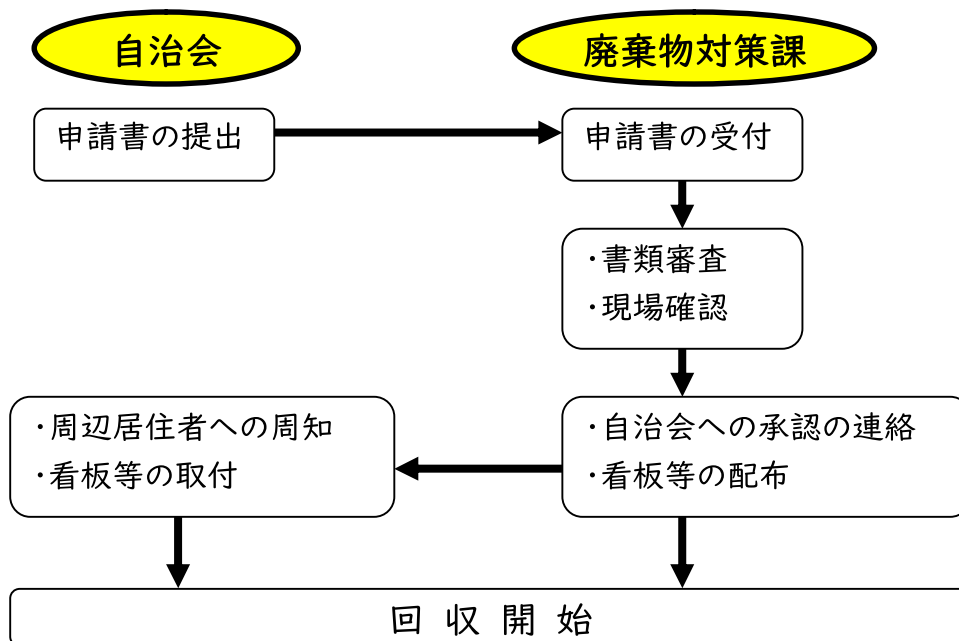 自治会
廃棄物対策課
申請書の提出
申請書の受付
・書類審査
・現場確認
・周辺居住者への周知
・看板等の取付
・自治会への承認の連絡
・看板等の配布
回収開始